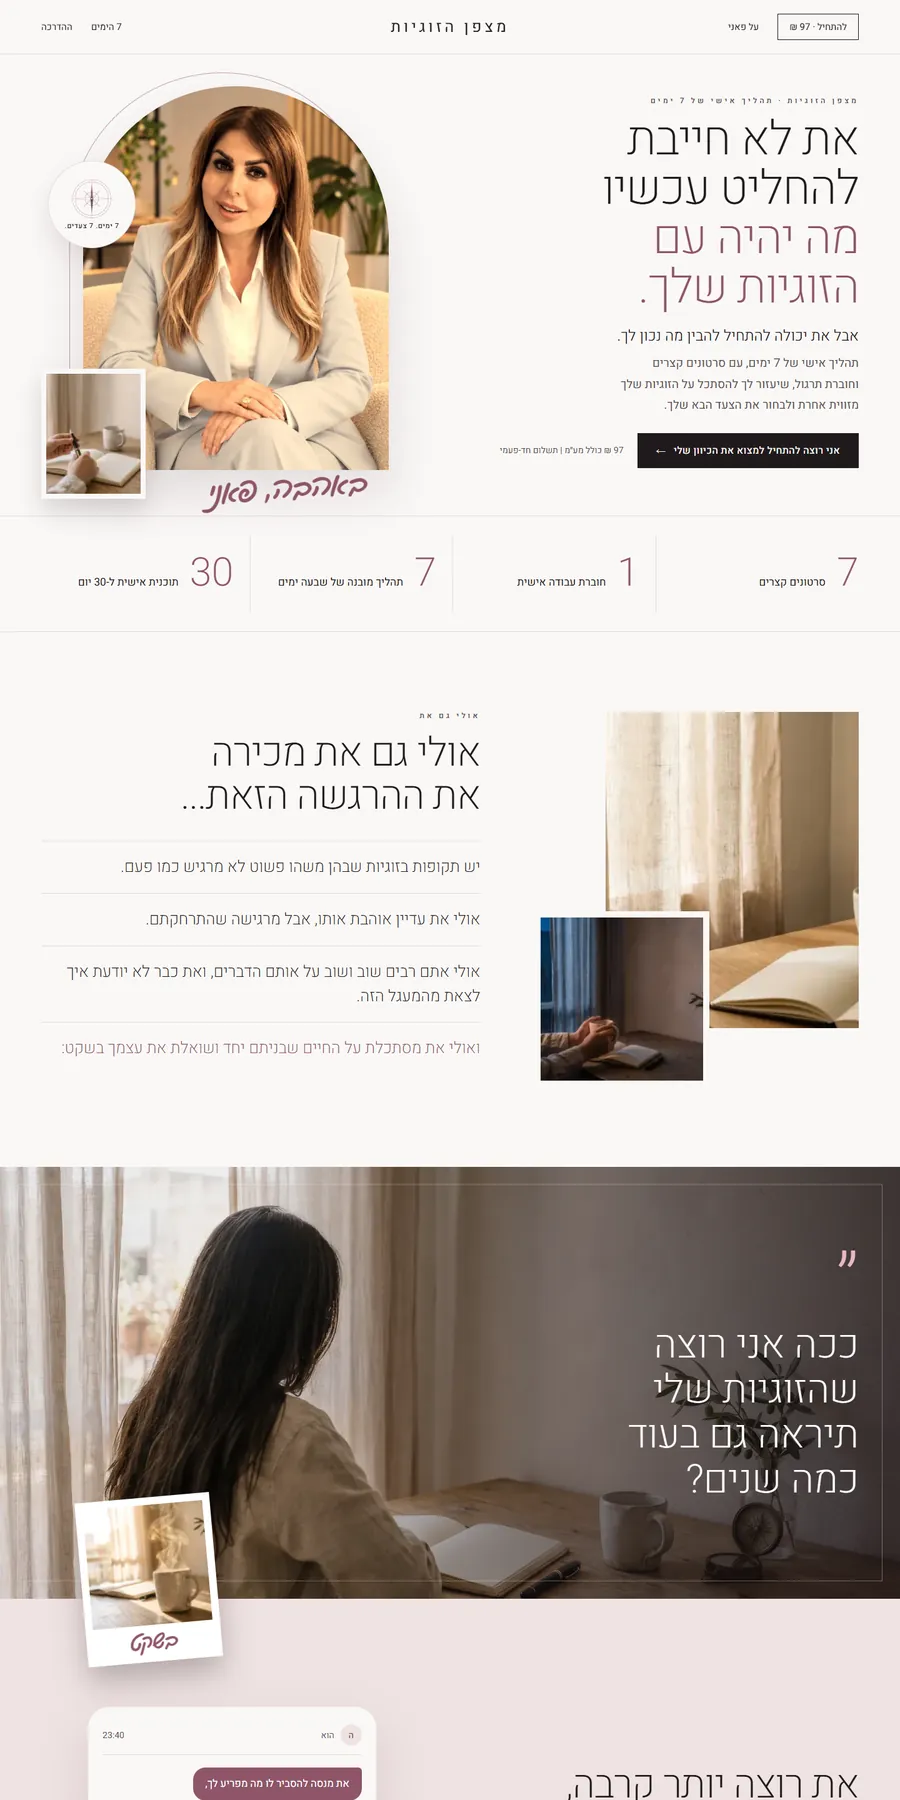 להתחיל · 97 ₪
על פאני
מצפן הזוגיות
7 הימים
ההדרכה
מצפן הזוגיות · תהליך אישי של 7 ימים
את לא חייבת
להחליט עכשיו
מה יהיה עם
הזוגיות שלך.
אבל את יכולה להתחיל להבין מה נכון לך.
תהליך אישי של 7 ימים, עם סרטונים קצרים
וחוברת תרגול, שיעזור לך להסתכל על הזוגיות שלך
מזווית אחרת ולבחור את הצעד הבא שלך.
אני רוצה להתחיל למצוא את הכיוון שלי ←
97 ₪ כולל מע״מ | תשלום חד-פעמי
7 ימים. 7 צעדים.
באהבה, פאני
7 סרטונים קצרים
1 חוברת עבודה אישית
7 תהליך מובנה של שבעה ימים
30 תוכנית אישית ל-30 יום
אולי גם את
אולי גם את מכירה
את ההרגשה הזאת...
יש תקופות בזוגיות שבהן משהו פשוט לא מרגיש כמו פעם.
אולי את עדיין אוהבת אותו, אבל מרגישה שהתרחקתם.
אולי אתם רבים שוב ושוב על אותם הדברים, ואת כבר לא יודעת איך
לצאת מהמעגל הזה.
ואולי את מסתכלת על החיים שבניתם יחד ושואלת את עצמך בשקט:
”
ככה אני רוצה
שהזוגיות שלי
תיראה גם בעוד
כמה שנים?
בשקט
ה
הוא
23:40
את מנסה להסביר לו מה מפריע לך,
את רוצה יותר קרבה,